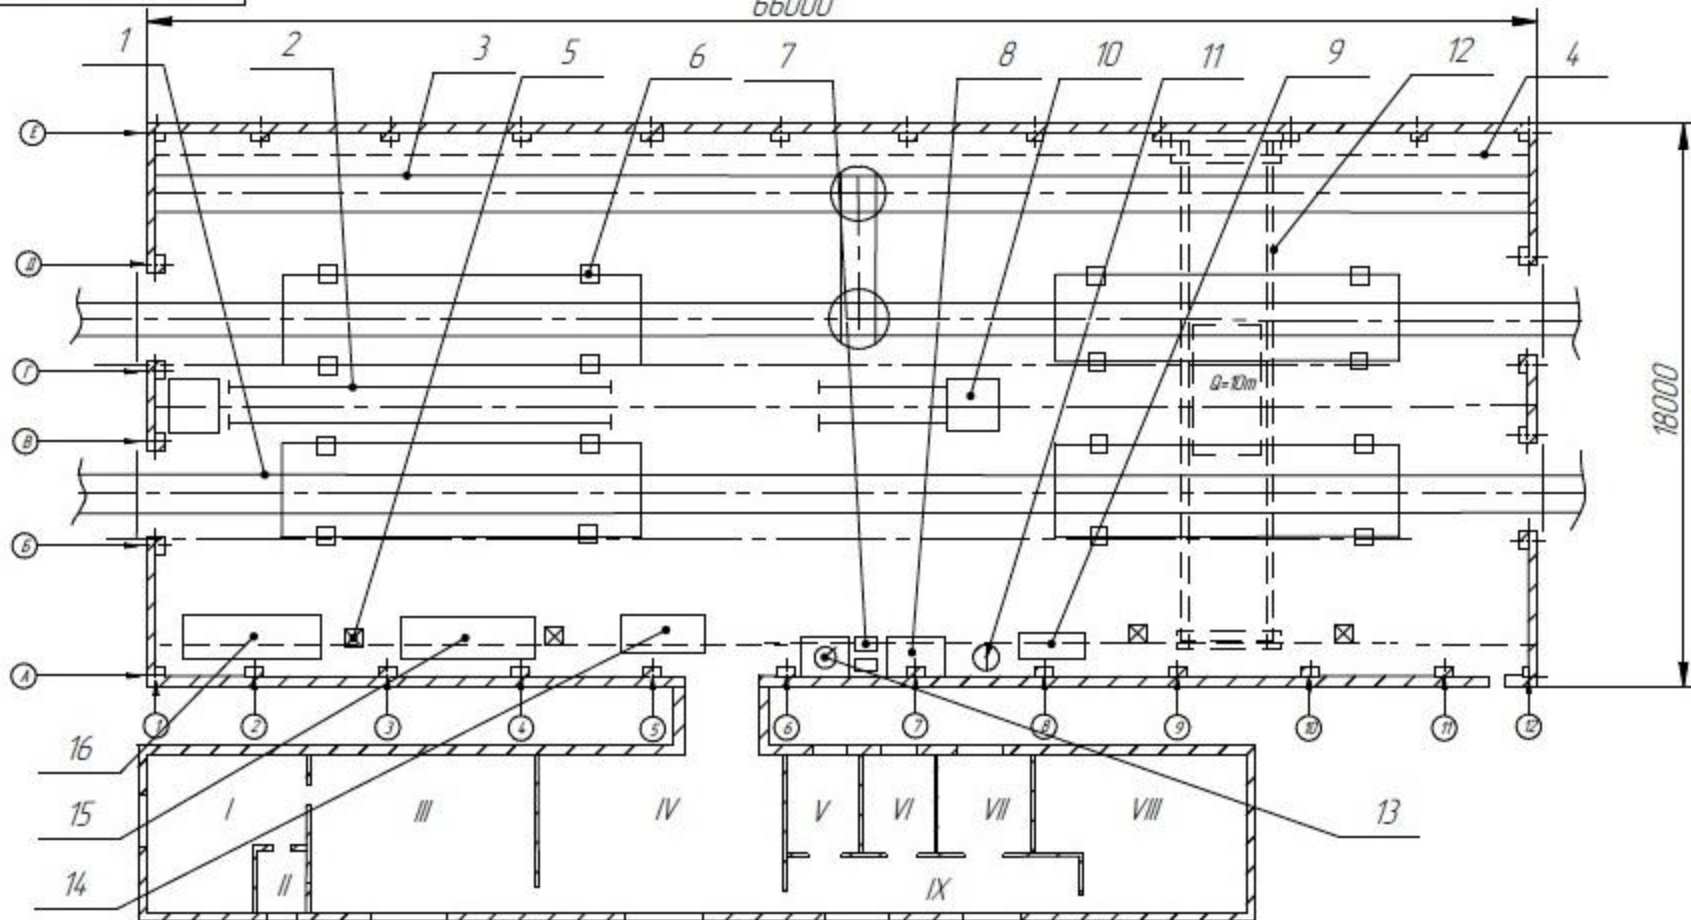 66000
1 2 3 5 6 7 8 10 11 9 12 4
Е
Д
Г
Q=10т
18000
В
Б
А
1 2 3 4 5 6 7 8 9 10 11 12
16
15 I III IV V VI VII VIII 13
14 II IX